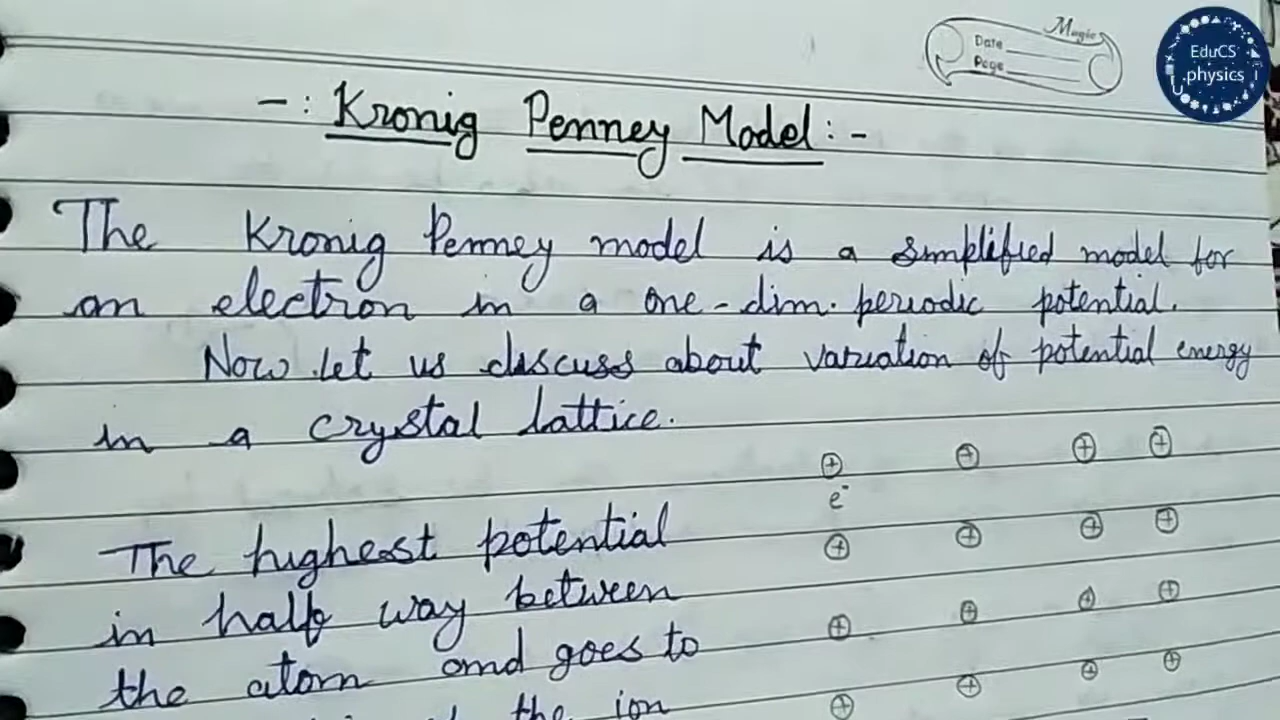 Magic
Date
Page
EduCS
.physics
-: Kronig Penney Model :-
The Kronig Penney model is a simplified model for
an electron in a one-dim. periodic potential.
Now let us discuss about variation of potential energy
in a crystal lattice.
+ + + +
e-
+ + + +
The highest potential
in half way between
+ + + +
the atom and goes to
+ + + +
the ion